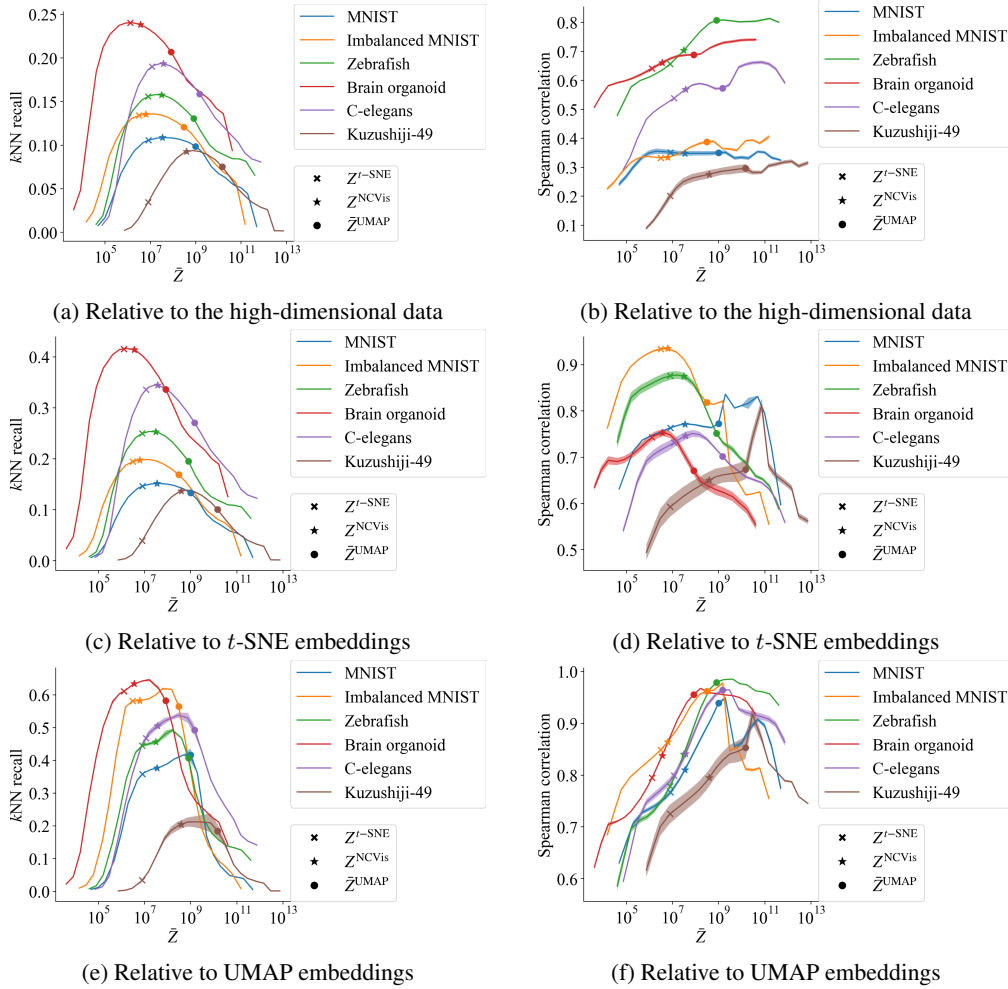 0.25
0.20
0.15
0.10
0.05
0.00
kNN recall
10^5 10^7 10^9 10^11 10^13
Z̄
MNIST
Imbalanced MNIST
Zebrafish
Brain organoid
C-elegans
Kuzushiji-49
Z^t−SNE
Z^NCVis
Z̄^UMAP
(a) Relative to the high-dimensional data
0.8
0.7
0.6
0.5
0.4
0.3
0.2
0.1
Spearman correlation
10^5 10^7 10^9 10^11 10^13
Z̄
MNIST
Imbalanced MNIST
Zebrafish
Brain organoid
C-elegans
Kuzushiji-49
Z^t−SNE
Z^NCVis
Z̄^UMAP
(b) Relative to the high-dimensional data
0.4
0.3
0.2
0.1
0.0
kNN recall
10^5 10^7 10^9 10^11 10^13
Z̄
MNIST
Imbalanced MNIST
Zebrafish
Brain organoid
C-elegans
Kuzushiji-49
Z^t−SNE
Z^NCVis
Z̄^UMAP
(c) Relative to t-SNE embeddings
0.9
0.8
0.7
0.6
0.5
Spearman correlation
10^5 10^7 10^9 10^11 10^13
Z̄
MNIST
Imbalanced MNIST
Zebrafish
Brain organoid
C-elegans
Kuzushiji-49
Z^t−SNE
Z^NCVis
Z̄^UMAP
(d) Relative to t-SNE embeddings
0.6
0.5
0.4
0.3
0.2
0.1
0.0
kNN recall
10^5 10^7 10^9 10^11 10^13
Z̄
MNIST
Imbalanced MNIST
Zebrafish
Brain organoid
C-elegans
Kuzushiji-49
Z^t−SNE
Z^NCVis
Z̄^UMAP
(e) Relative to UMAP embeddings
1.0
0.9
0.8
0.7
0.6
Spearman correlation
10^5 10^7 10^9 10^11 10^13
Z̄
MNIST
Imbalanced MNIST
Zebrafish
Brain organoid
C-elegans
Kuzushiji-49
Z^t−SNE
Z^NCVis
Z̄^UMAP
(f) Relative to UMAP embeddings